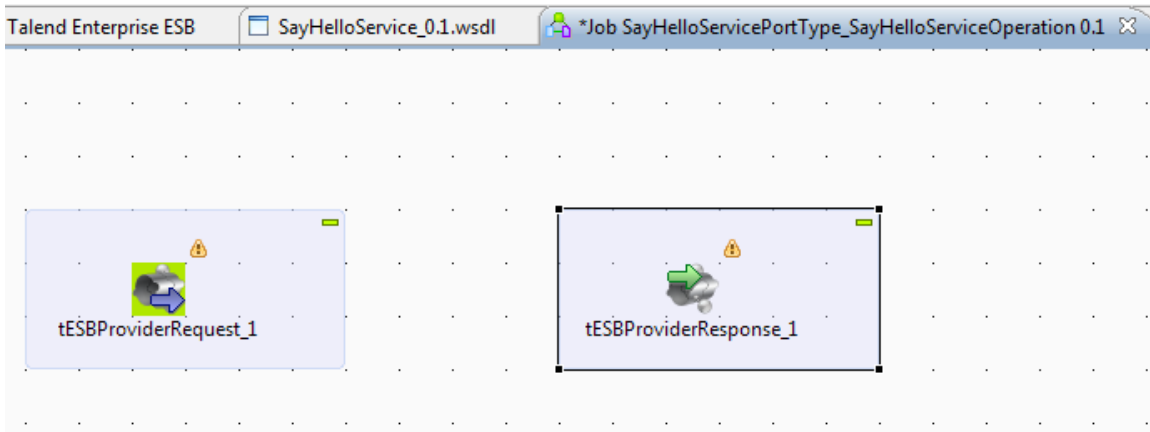 Talend Enterprise ESB SayHelloService_0.1.wsdl *Job SayHelloServicePortType_SayHelloServiceOperation 0.1
tESBProviderRequest_1 tESBProviderResponse_1